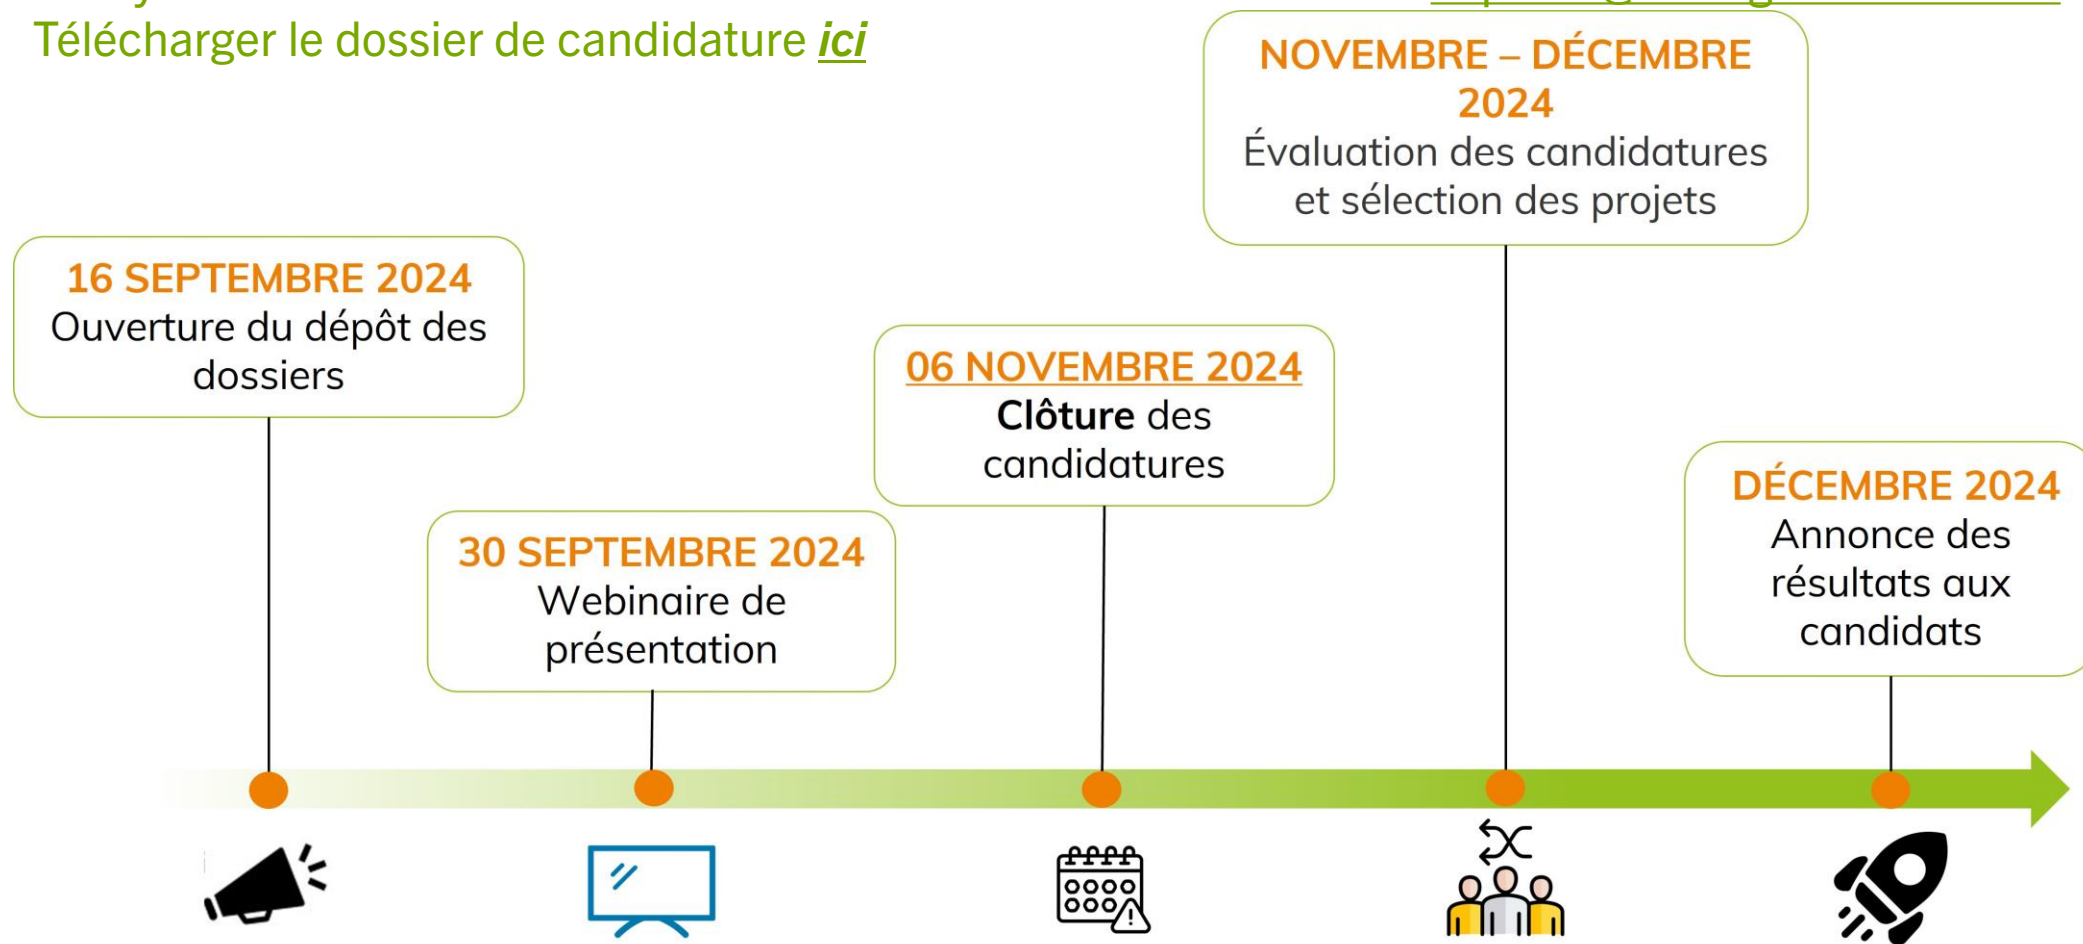 Télécharger le dossier de candidature ici
NOVEMBRE – DÉCEMBRE
2024
Évaluation des candidatures
et sélection des projets
16 SEPTEMBRE 2024
Ouverture du dépôt des
dossiers
06 NOVEMBRE 2024
Clôture des
candidatures
30 SEPTEMBRE 2024
Webinaire de
présentation
DÉCEMBRE 2024
Annonce des
résultats aux
candidats